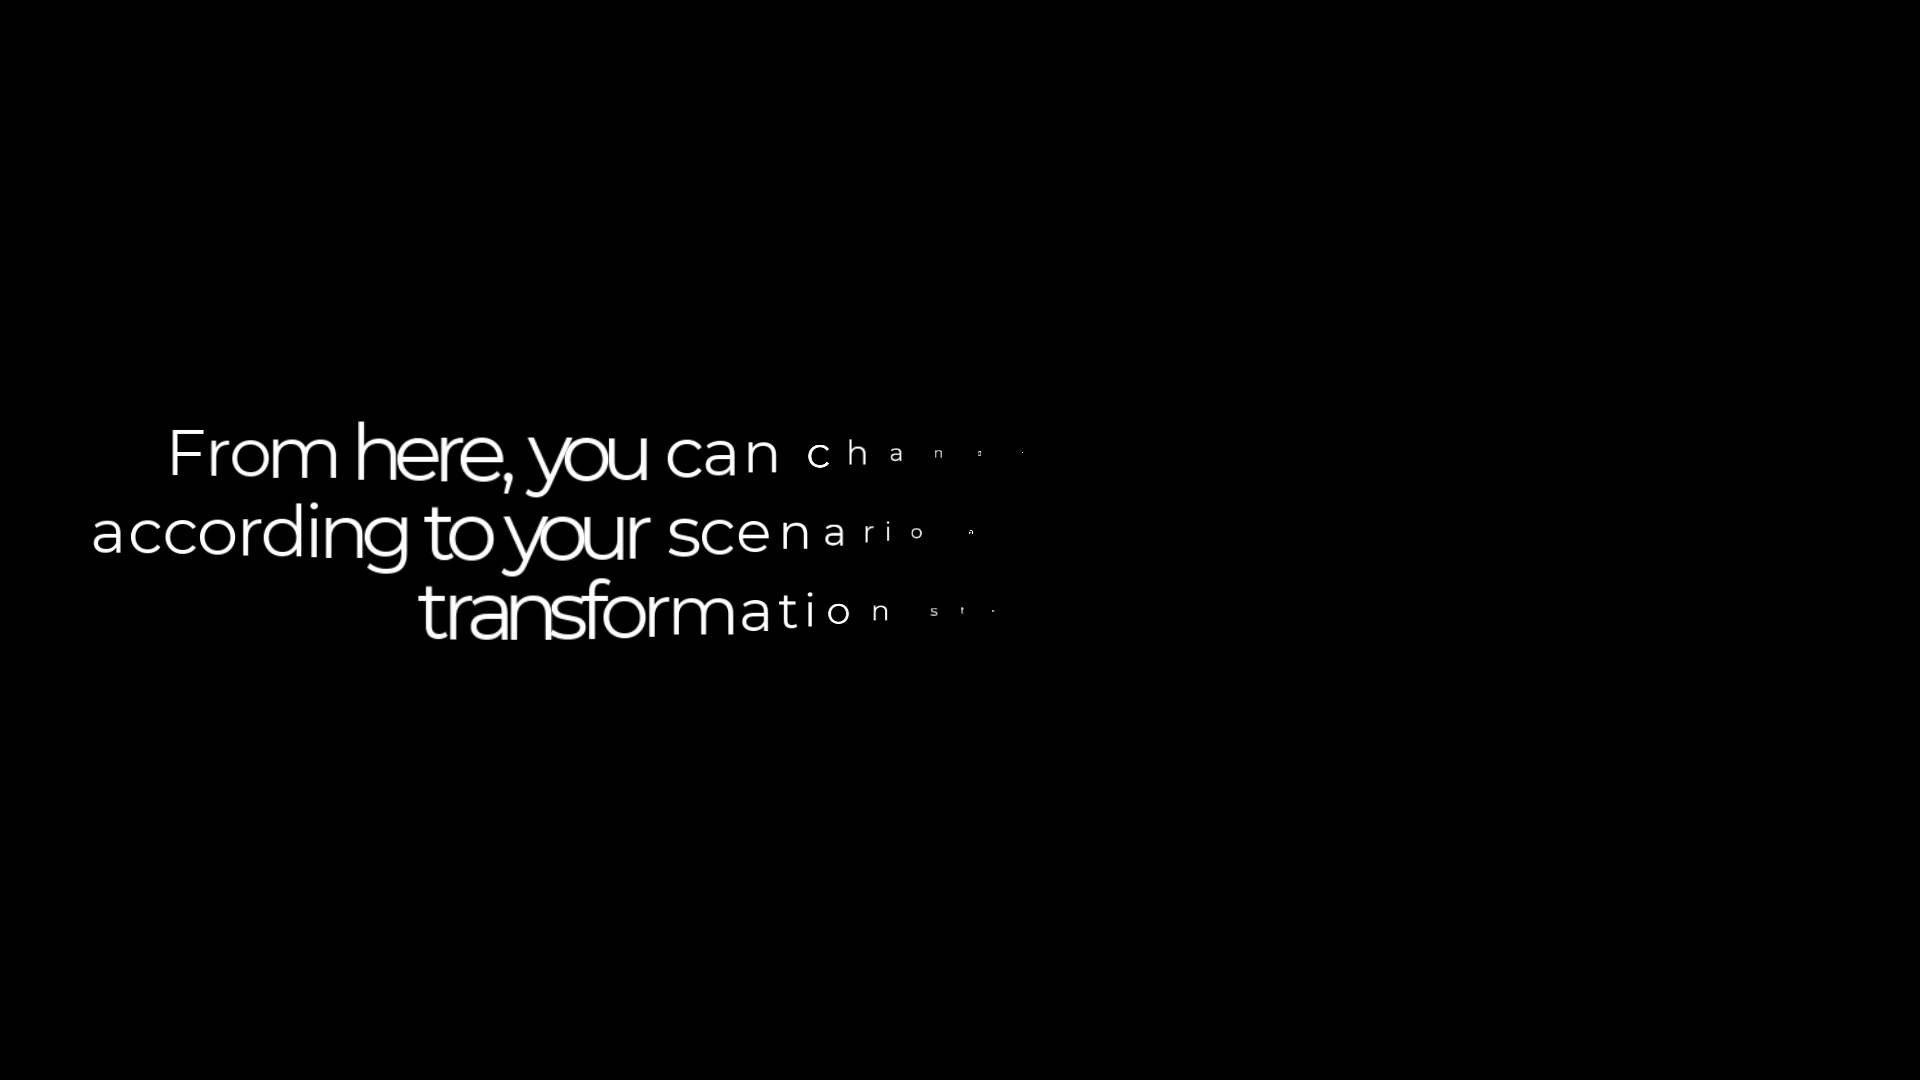 From here, you can
according to your scenario
transformation